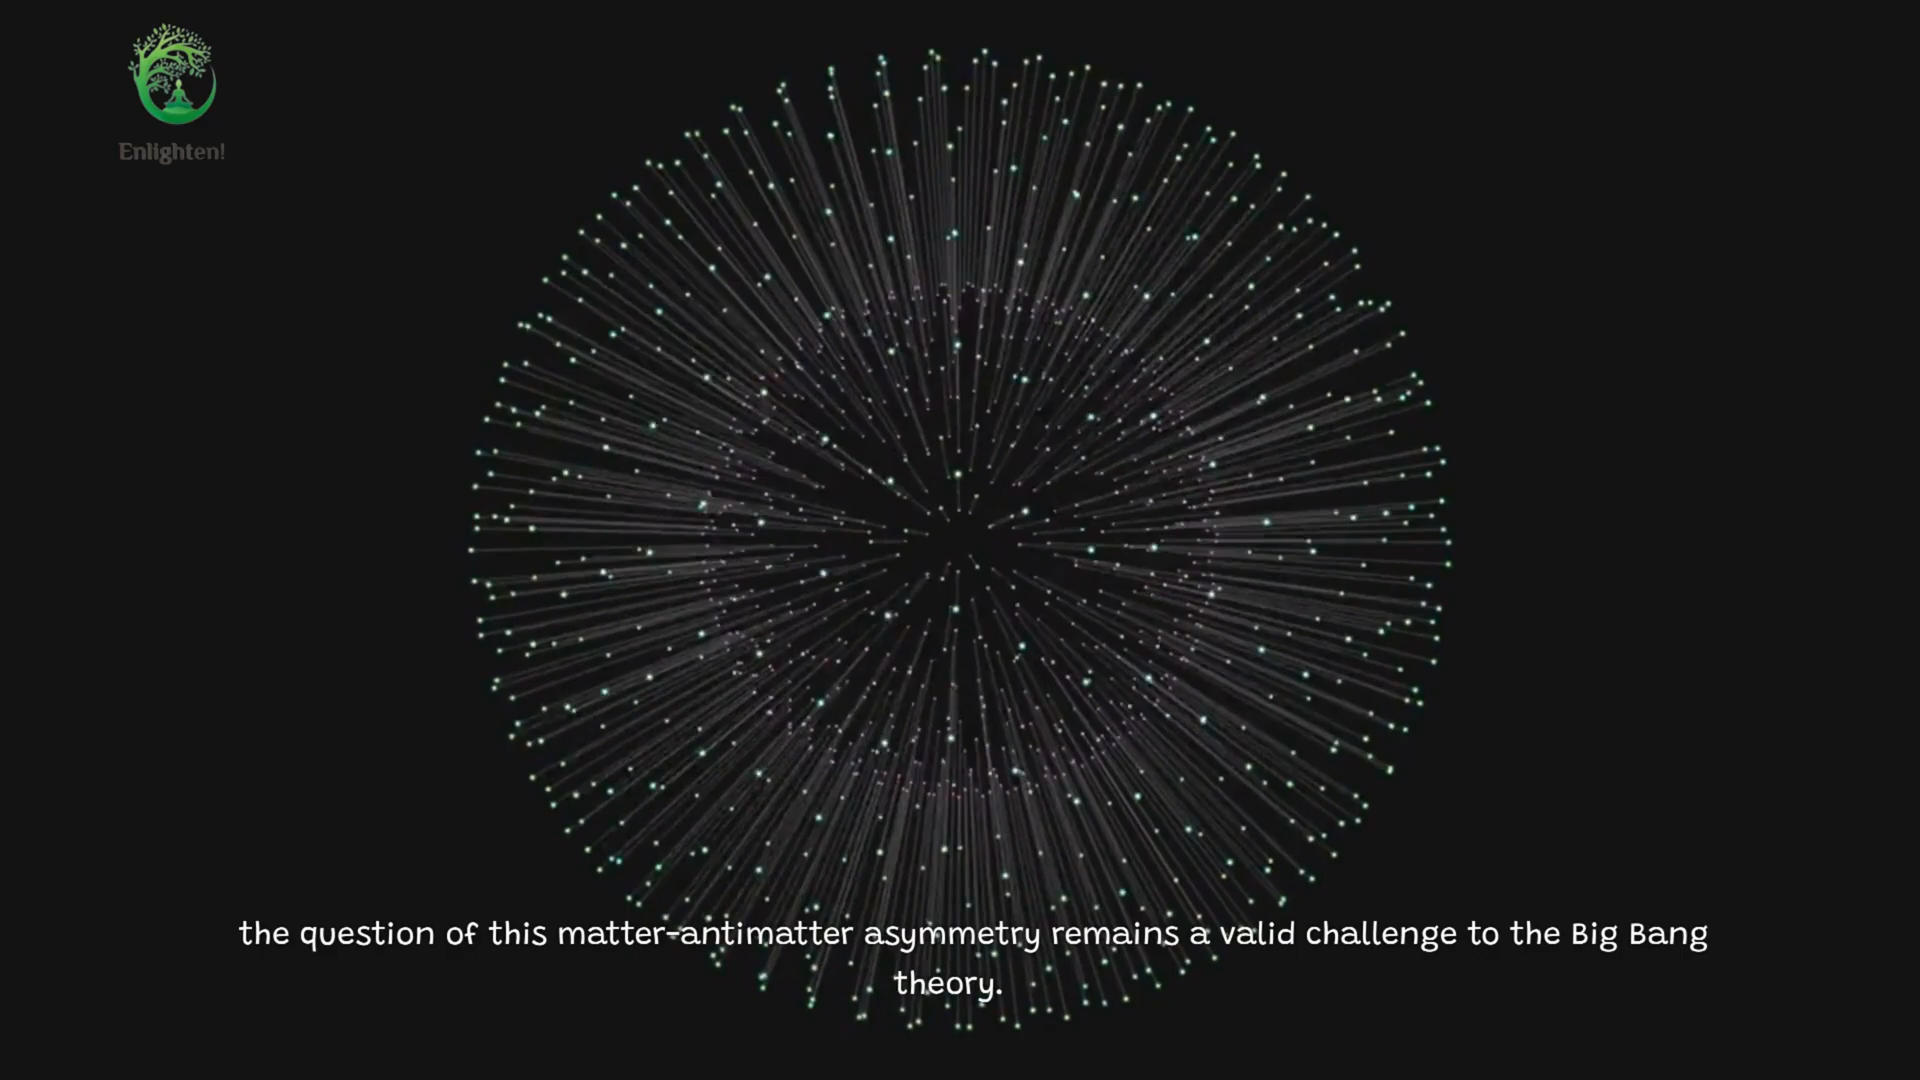 Enlighten!
the question of this matter-antimatter asymmetry remains a valid challenge to the Big Bang
theory.